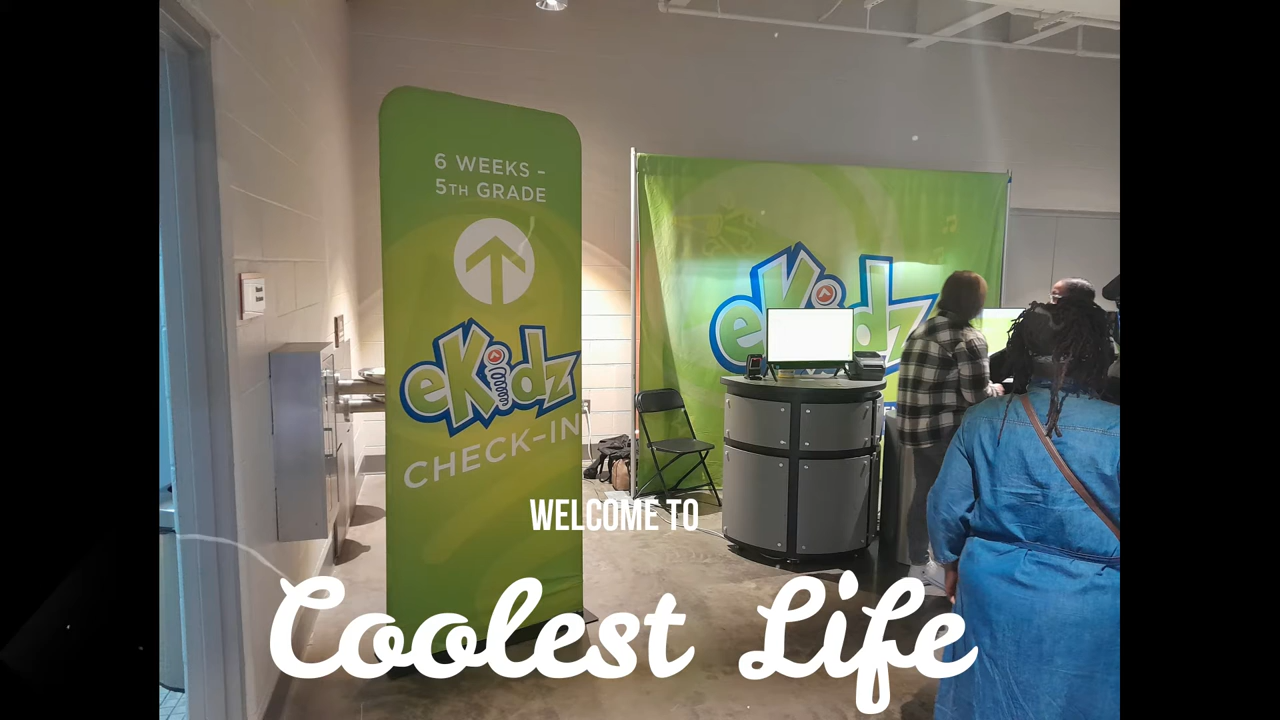 6 WEEKS –
5TH GRADE
eKidz
CHECK-IN
eKidz
WELCOME TO
Coolest Life